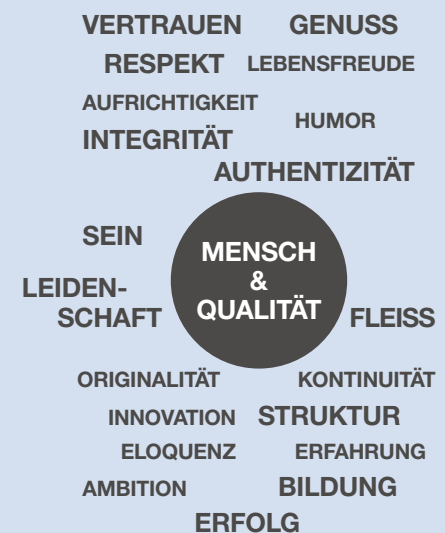 VERTRAUEN GENUSS
RESPEKT LEBENSFREUDE
AUFRICHTIGKEIT
HUMOR
INTEGRITÄT
AUTHENTIZITÄT
SEIN
MENSCH
&
QUALITÄT
LEIDEN-
SCHAFT
FLEISS
ORIGINALITÄT KONTINUITÄT
INNOVATION STRUKTUR
ELOQUENZ ERFAHRUNG
AMBITION BILDUNG
ERFOLG